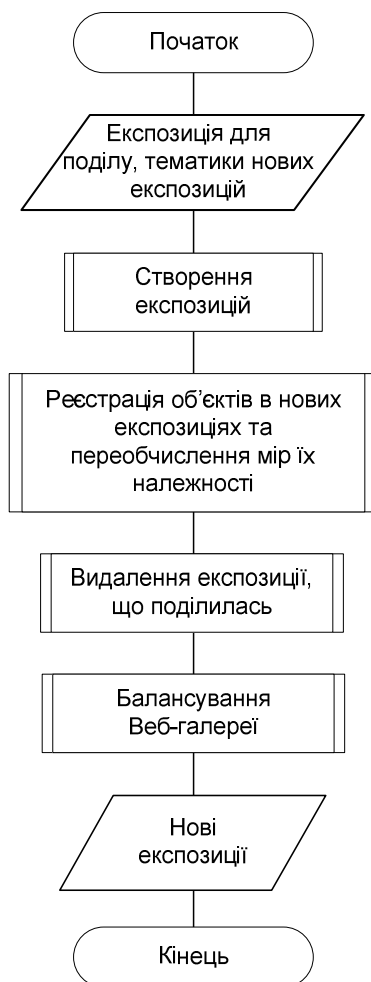 Початок
Експозиція для
поділу, тематики нових
експозицій
Створення
експозицій
Реєстрація об’єктів в нових
експозиціях та
переобчислення мір їх
належності
Видалення експозиції,
що поділилась
Балансування
Веб-галереї
Нові
експозиції
Кінець